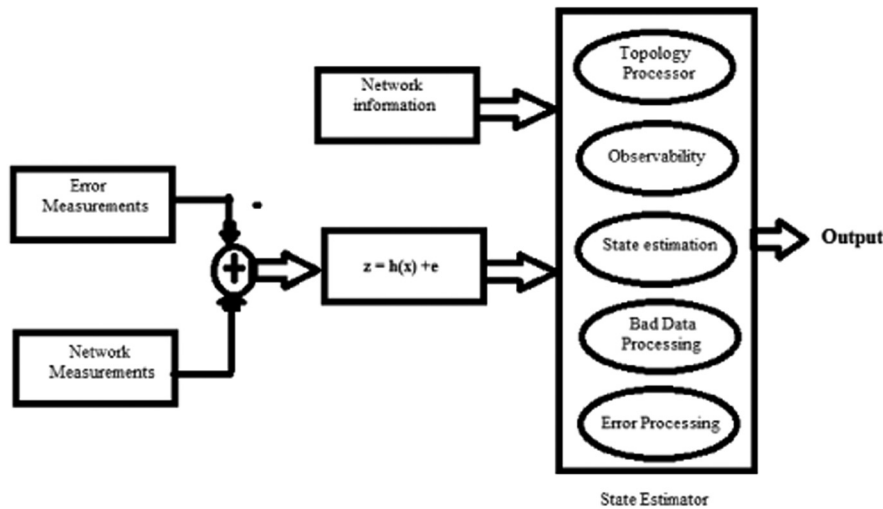 Topology
Processor
Network
information
Observability
Error
Measurements
-
+
z = h(x) +e
State estimation
Output
Network
Measurements
Bad Data
Processing
Error Processing
State Estimator